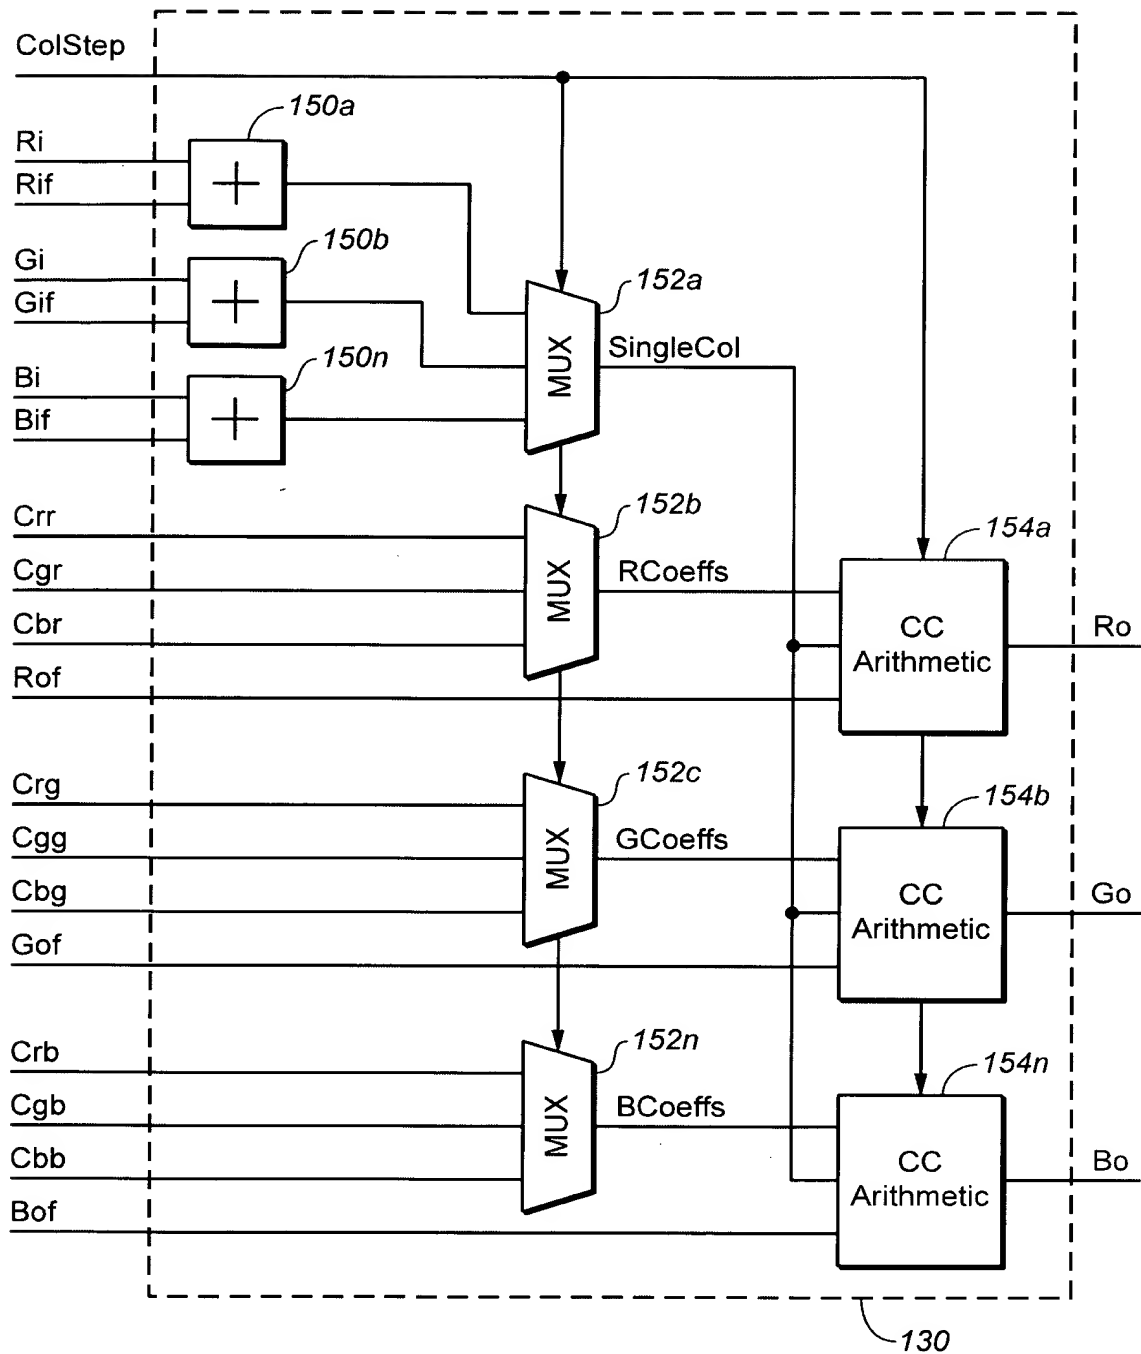 ColStep
150a
Ri
Rif
150b
Gi
Gif
152a
MUX
SingleCol
150n
Bi
Bif
Crr
152b
Cgr
MUX
RCoeffs
154a
Cbr
CC
Arithmetic
Ro
Rof
Crg
152c
Cgg
MUX
GCoeffs
154b
Cbg
CC
Arithmetic
Go
Gof
Crb
152n
Cgb
MUX
BCoeffs
154n
Cbb
CC
Arithmetic
Bo
Bof
130